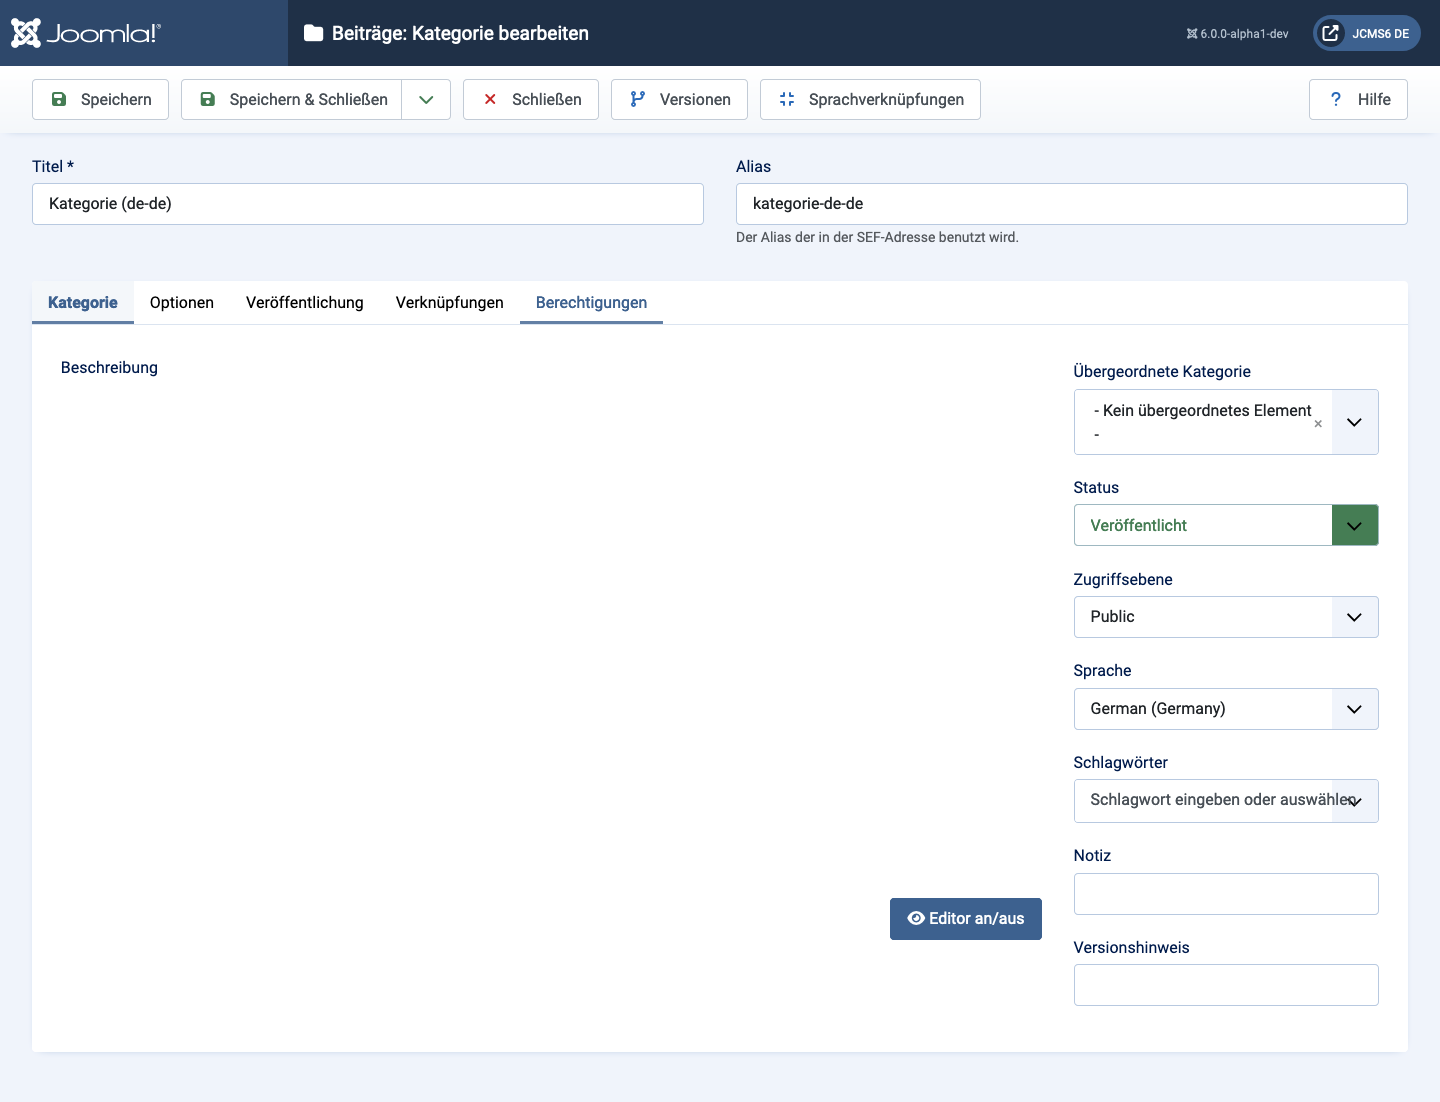 Joomla!®
Beiträge: Kategorie bearbeiten
6.0.0-alpha1-dev
JCMS6 DE
Speichern
Speichern & Schließen
Schließen
Versionen
Sprachverknüpfungen
? Hilfe
Titel *
Kategorie (de-de)
Alias
kategorie-de-de
Der Alias der in der SEF-Adresse benutzt wird.
Kategorie
Optionen
Veröffentlichung
Verknüpfungen
Berechtigungen
Beschreibung
Editor an/aus
Übergeordnete Kategorie
- Kein übergeordnetes Element
-
×
Status
Veröffentlicht
Zugriffsebene
Public
Sprache
German (Germany)
Schlagwörter
Schlagwort eingeben oder auswählen
Notiz
Versionshinweis